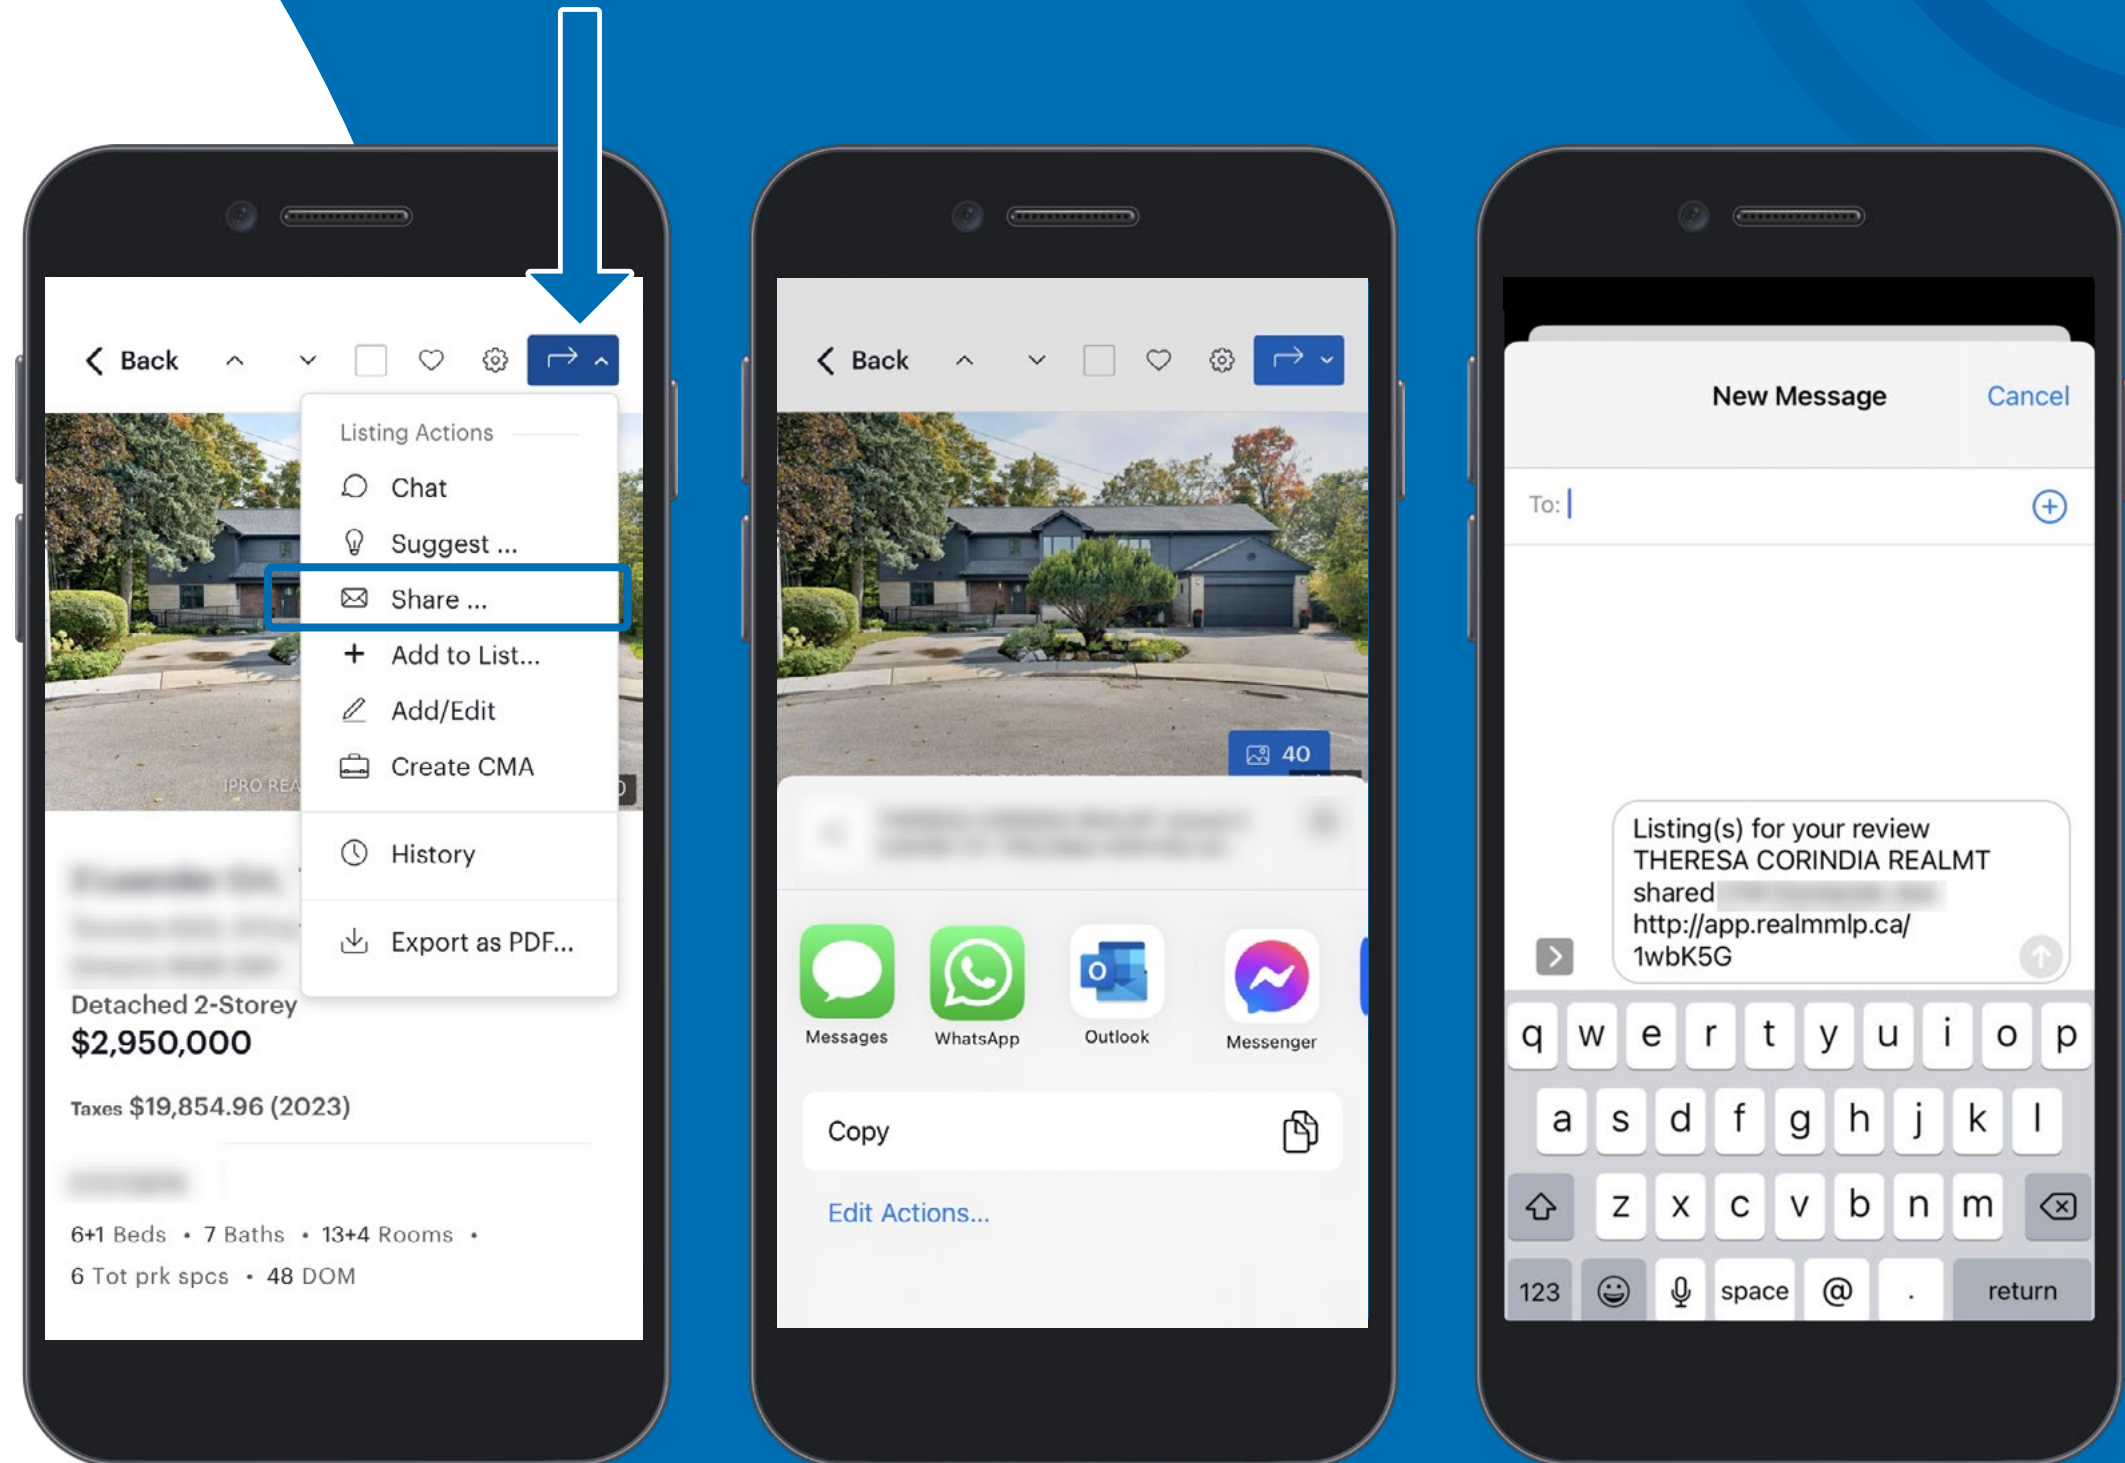 Back
Listing Actions
Chat
Suggest ...
Share ...
Add to List...
Add/Edit
Create CMA
History
Export as PDF...
IPRO
Detached 2-Storey
$2,950,000
Taxes $19,854.96 (2023)
6+1 Beds • 7 Baths • 13+4 Rooms •
6 Tot prk spcs • 48 DOM
Back
40
Messages
WhatsApp
Outlook
Messenger
Copy
Edit Actions...
New Message
Cancel
To:
Listing(s) for your review
THERESA CORINDIA REALMT
shared
http://app.realmmlp.ca/
1wbK5G
q w e r t y u i o p
a s d f g h j k l
z x c v b n m
123 space @ . return